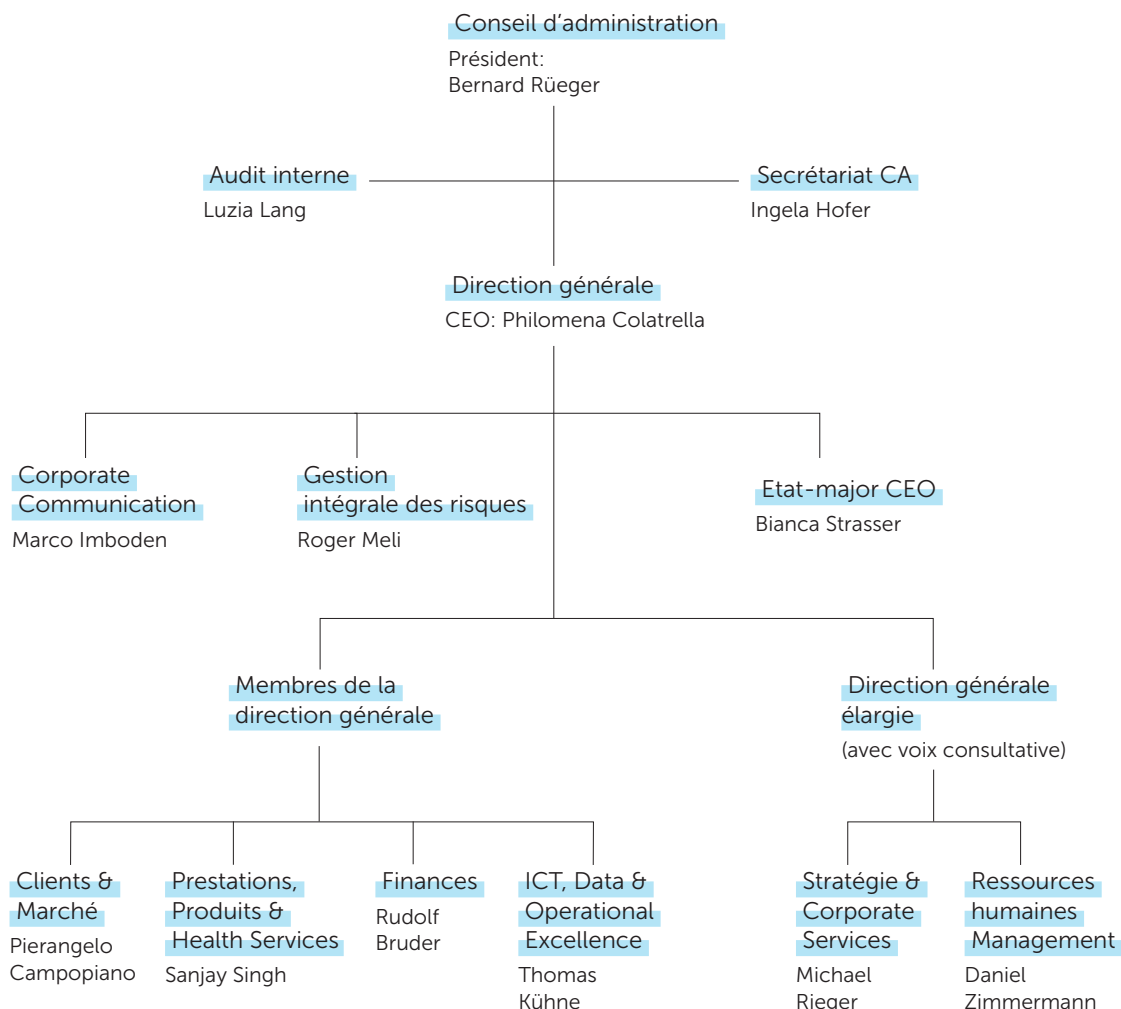 Conseil d'administration
Président:
Bernard Rüeger
Audit interne
Luzia Lang
Secrétariat CA
Ingela Hofer
Direction générale
CEO: Philomena Colatrella
Corporate
Communication
Marco Imboden
Gestion
intégrale des risques
Roger Meli
Etat-major CEO
Bianca Strasser
Membres de la
direction générale
Direction générale
élargie
(avec voix consultative)
Clients &
Marché
Pierangelo
Campopiano
Prestations,
Produits &
Health Services
Sanjay Singh
Finances
Rudolf
Bruder
ICT, Data &
Operational
Excellence
Thomas
Kühne
Stratégie &
Corporate
Services
Michael
Rieger
Ressources
humaines
Management
Daniel
Zimmermann